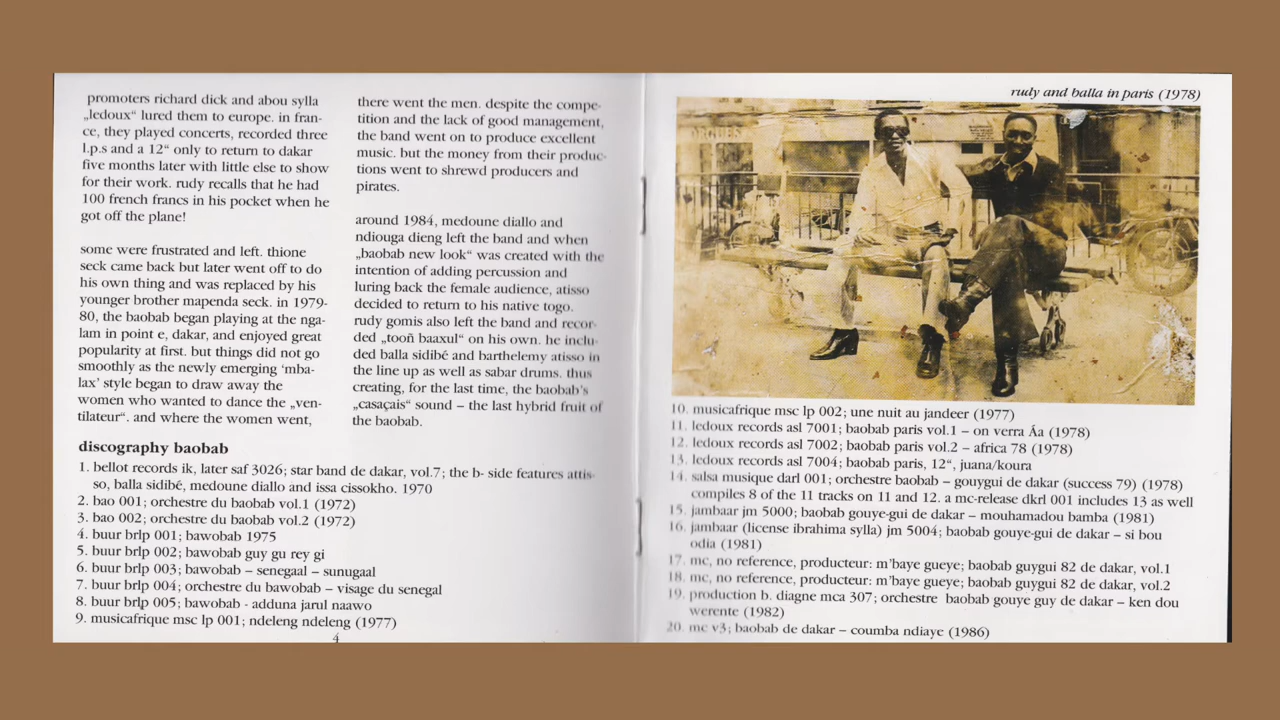 promoters richard dick and abou sylla
„ledoux“ lured them to europe. in fran-
ce, they played concerts, recorded three
l.p.s and a 12“ only to return to dakar
five months later with little else to show
for their work. rudy recalls that he had
100 french francs in his pocket when he
got off the plane!
some were frustrated and left. thione
seck came back but later went off to do
his own thing and was replaced by his
younger brother mapenda seck. in 1979-
80, the baobab began playing at the nga-
lam in point e, dakar, and enjoyed great
popularity at first. but things did not go
smoothly as the newly emerging ‘mba-
lax’ style began to draw away the
women who wanted to dance the „ven-
tilateur“. and where the women went,
there went the men. despite the compe-
tition and the lack of good management,
the band went on to produce excellent
music. but the money from their produc-
tions went to shrewd producers and
pirates.
around 1984, medoune diallo and
ndiouga dieng left the band and when
„baobab new look“ was created with the
intention of adding percussion and
luring back the female audience, atisso
decided to return to his native togo.
rudy gomis also left the band and recor-
ded „tooñ baaxul“ on his own. he inclu-
ded balla sidibé and barthelemy atisso in
the line up as well as sabar drums. thus
creating, for the last time, the baobab’s
„casaçais“ sound – the last hybrid fruit of
the baobab.
discography baobab
1. bellot records ik, later saf 3026; star band de dakar, vol.7; the b- side features attis-
so, balla sidibé, medoune diallo and issa cissokho. 1970
2. bao 001; orchestre du baobab vol.1 (1972)
3. bao 002; orchestre du baobab vol.2 (1972)
4. buur brlp 001; bawobab 1975
5. buur brlp 002; bawobab guy gu rey gi
6. buur brlp 003; bawobab – senegaal – sunugaal
7. buur brlp 004; orchestre du bawobab – visage du senegal
8. buur brlp 005; bawobab - adduna jarul naawo
9. musicafrique msc lp 001; ndeleng ndeleng (1977)
4
rudy and balla in paris (1978)
ORGUES
10. musicafrique msc lp 002; une nuit au jandeer (1977)
11. ledoux records asl 7001; baobab paris vol.1 – on verra Áa (1978)
12. ledoux records asl 7002; baobab paris vol.2 – africa 78 (1978)
13. ledoux records asl 7004; baobab paris, 12“, juana/koura
14. salsa musique darl 001; orchestre baobab – gouygui de dakar (success 79) (1978)
compiles 8 of the 11 tracks on 11 and 12. a mc-release dkrl 001 includes 13 as well
15. jambaar jm 5000; baobab gouye-gui de dakar – mouhamadou bamba (1981)
16. jambaar (license ibrahima sylla) jm 5004; baobab gouye-gui de dakar – si bou
odia (1981)
17. mc, no reference, producteur: m’baye gueye; baobab guygui 82 de dakar, vol.1
18. mc, no reference, producteur: m’baye gueye; baobab guygui 82 de dakar, vol.2
19. production b. diagne mca 307; orchestre baobab gouye guy de dakar – ken dou
werente (1982)
20. mc v3; baobab de dakar – coumba ndiaye (1986)